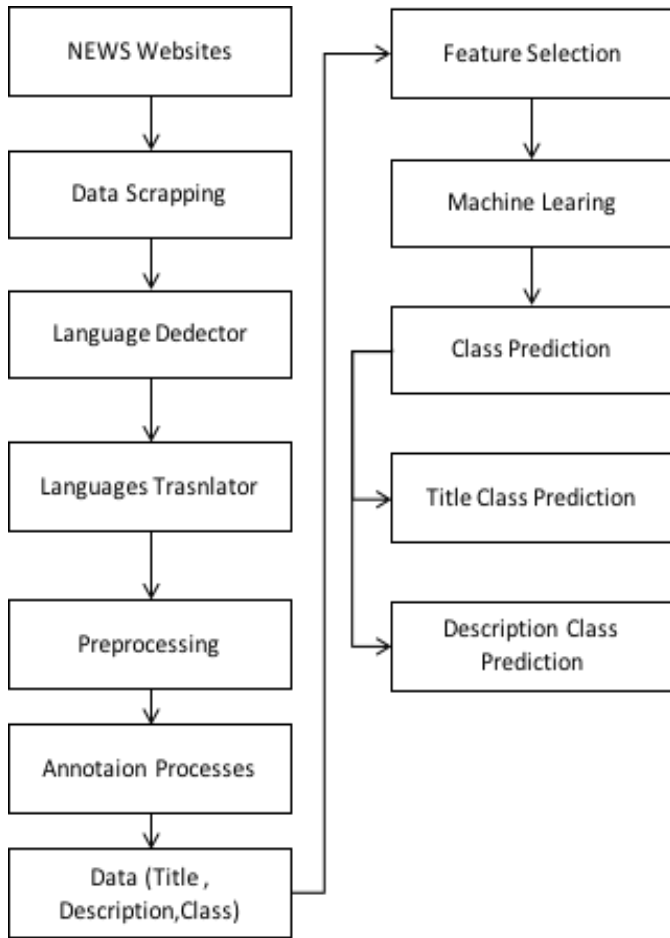 NEWS Websites
Data Scrapping
Language Dedector
Languages Trasnlator
Preprocessing
Annotaion Processes
Data (Title ,
Description,Class)
Feature Selection
Machine Learing
Class Prediction
Title Class Prediction
Description Class
Prediction